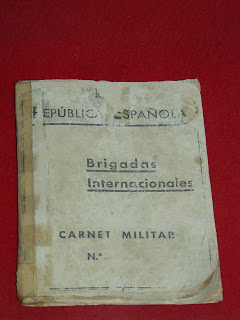 REPÚBLICA ESPAÑOLA
Brigadas
Internacionales
CARNET MILITAR
N.º